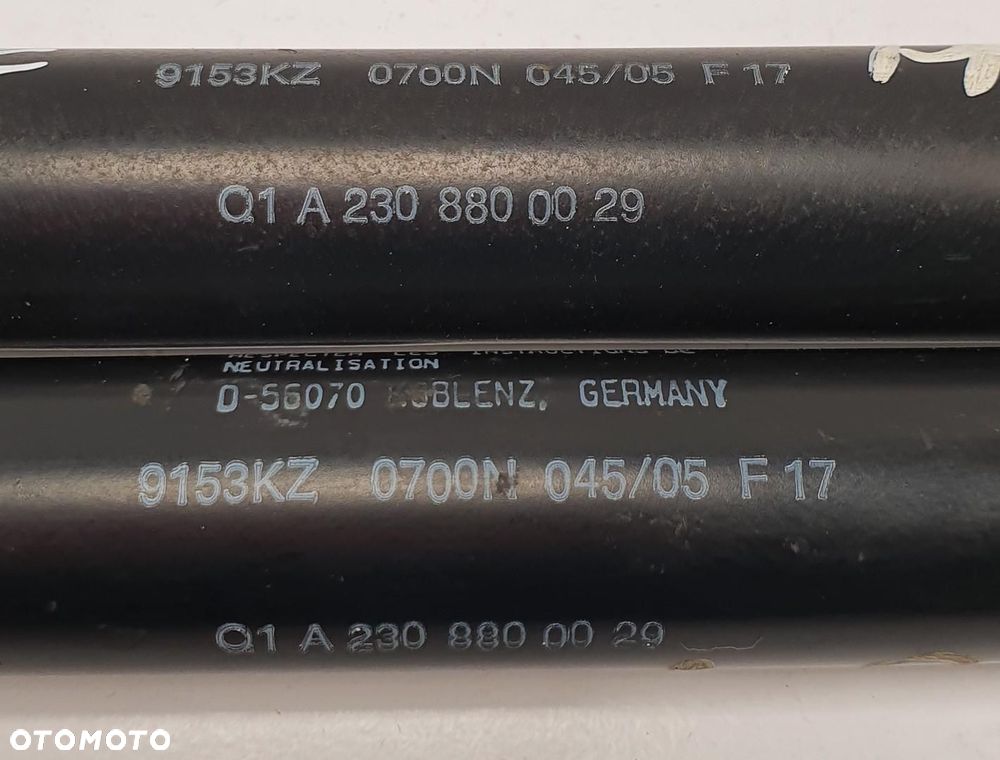 9153KZ 0700N 045/05 F 17
Q1 A 230 880 00 29
NEUTRALISATION
D-56070 KOBLENZ, GERMANY
9153KZ 0700N 045/05 F 17
Q1 A 230 880 00 29
OTOMOTO